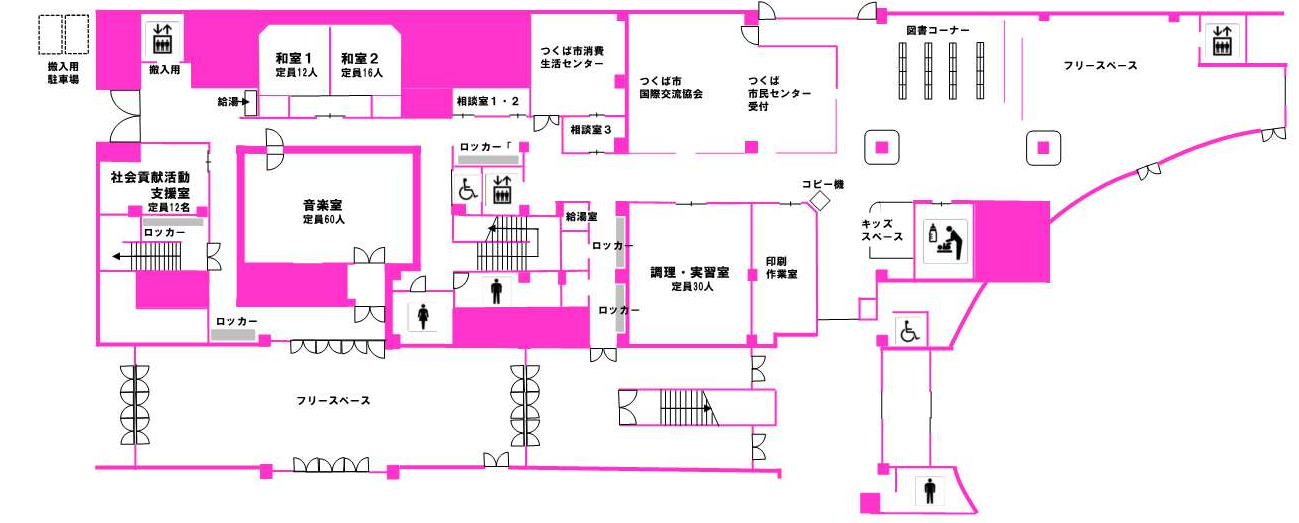 搬入用
駐車場
搬入用
和室1
定員12人
和室2
定員16人
給湯
つくば市消費
生活センター
相談室1・2
相談室3
つくば市
国際交流協会
つくば
市民センター
受付
図書コーナー
フリースペース
ロッカー「
社会貢献活動
支援室
定員12名
ロッカー
音楽室
定員60人
給湯室
ロッカー
コピー機
キッズ
スペース
調理・実習室
定員30人
印刷
作業室
ロッカー
ロッカー
フリースペース